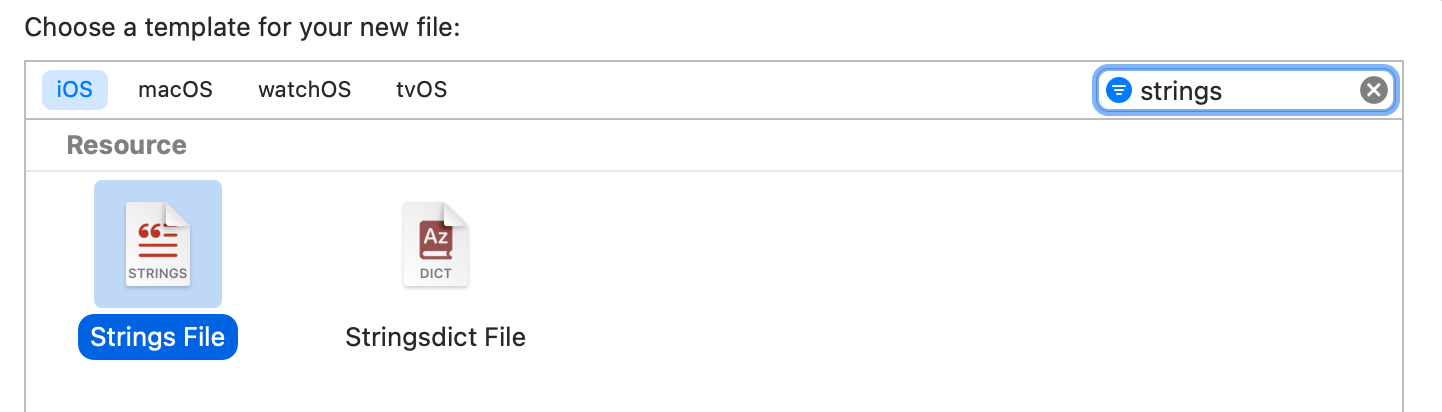 Choose a template for your new file:
iOS macOS watchOS tvOS strings
Resource
STRINGS Az DICT
Strings File Stringsdict File